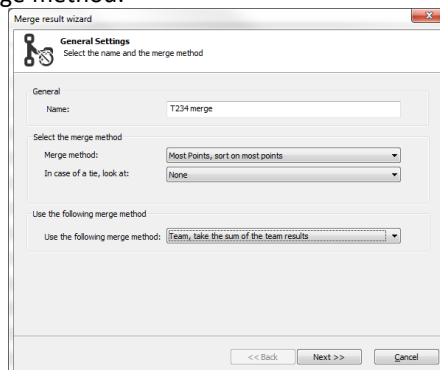 Merge result wizard
General Settings
Select the name and the merge method
General
Name: T234 merge
Select the merge method
Merge method: Most Points, sort on most points
In case of a tie, look at: None
Use the following merge method
Use the following merge method: Team, take the sum of the team results
<< Back Next >> Cancel